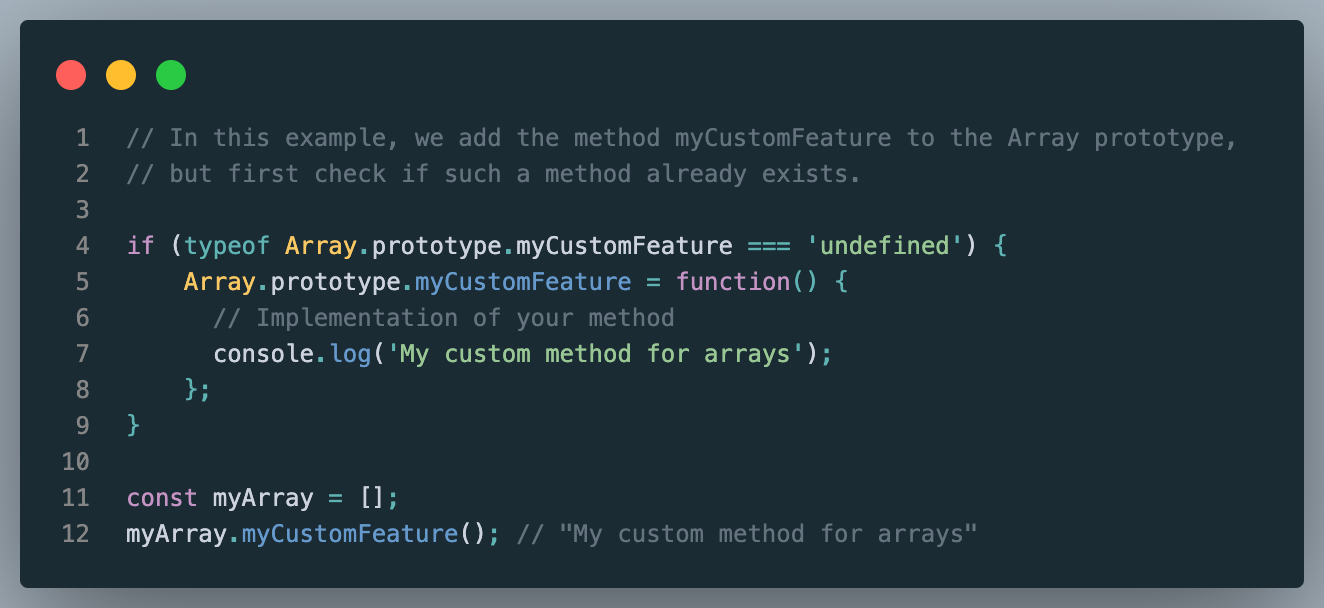 1 // In this example, we add the method myCustomFeature to the Array prototype,
2 // but first check if such a method already exists.
3
4 if (typeof Array.prototype.myCustomFeature === 'undefined') {
5     Array.prototype.myCustomFeature = function() {
6       // Implementation of your method
7       console.log('My custom method for arrays');
8     };
9 }
10
11 const myArray = [];
12 myArray.myCustomFeature(); // "My custom method for arrays"